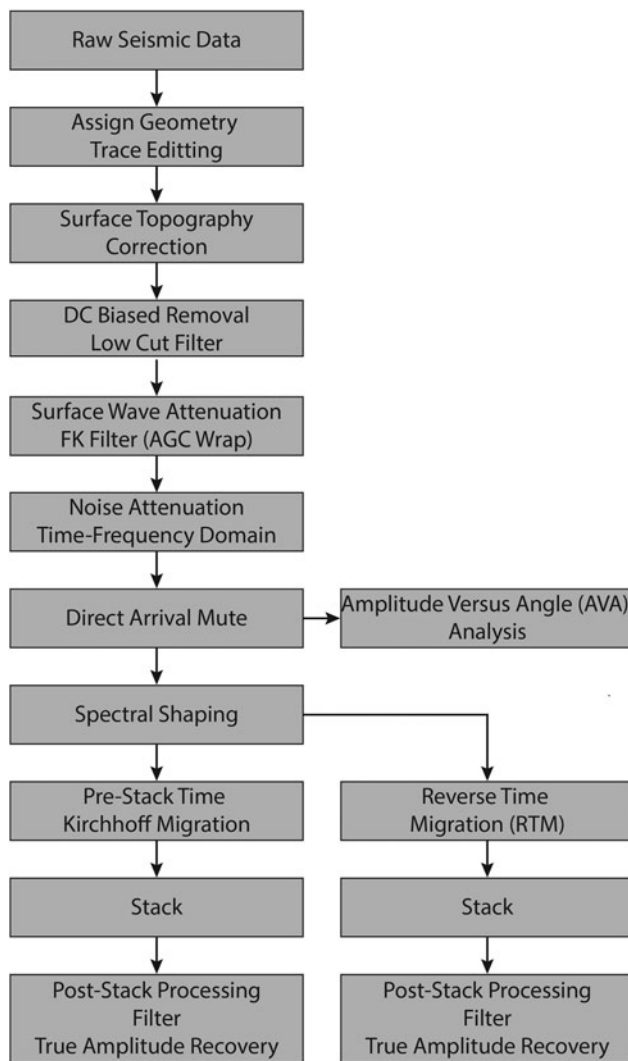 Raw Seismic Data
Assign Geometry
Trace Editting
Surface Topography
Correction
DC Biased Removal
Low Cut Filter
Surface Wave Attenuation
FK Filter (AGC Wrap)
Noise Attenuation
Time-Frequency Domain
Direct Arrival Mute
Amplitude Versus Angle (AVA)
Analysis
Spectral Shaping
Pre-Stack Time
Kirchhoff Migration
Reverse Time
Migration (RTM)
Stack
Stack
Post-Stack Processing
Filter
True Amplitude Recovery
Post-Stack Processing
Filter
True Amplitude Recovery